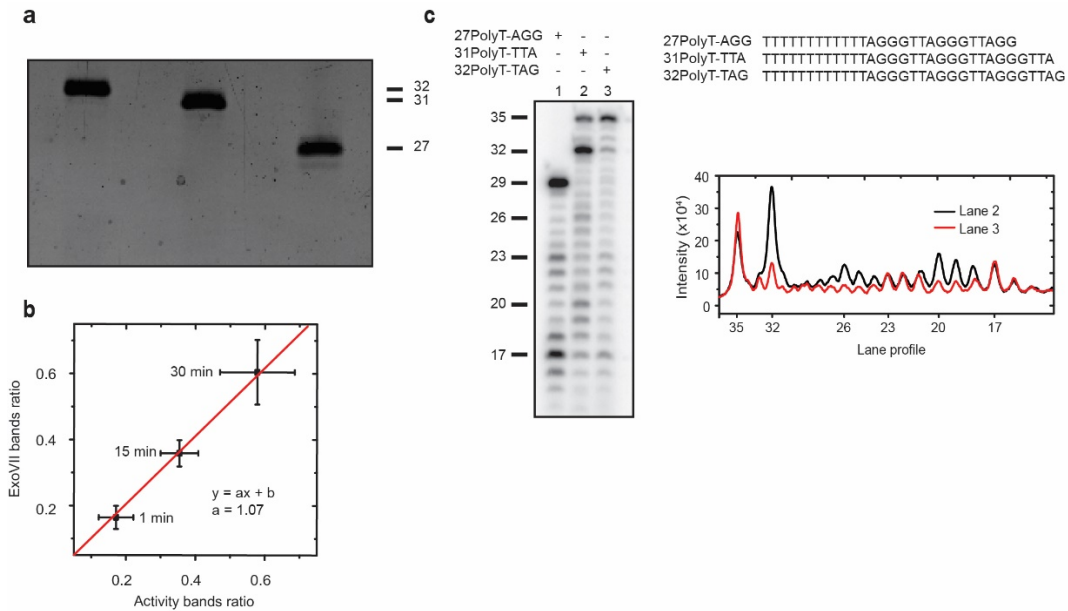 a
32
31
27
b
ExoVII bands ratio
0.6
0.4
0.2
30 min
15 min
1 min
y = ax + b
a = 1.07
0.2 0.4 0.6
Activity bands ratio
c
27PolyT-AGG + - -
31PolyT-TTA - + -
32PolyT-TAG - - +
1 2 3
35
32
29
26
23
20
17
27PolyT-AGG TTTTTTTTTTTTAGGGTTAGGGTTAGG
31PolyT-TTA TTTTTTTTTTTTAGGGTTAGGGTTAGGGTTA
32PolyT-TAG TTTTTTTTTTTTAGGGTTAGGGTTAGGGTTAG
Intensity (x10⁴)
40
30
20
10
0
Lane 2
Lane 3
35 32 26 23 20 17
Lane profile